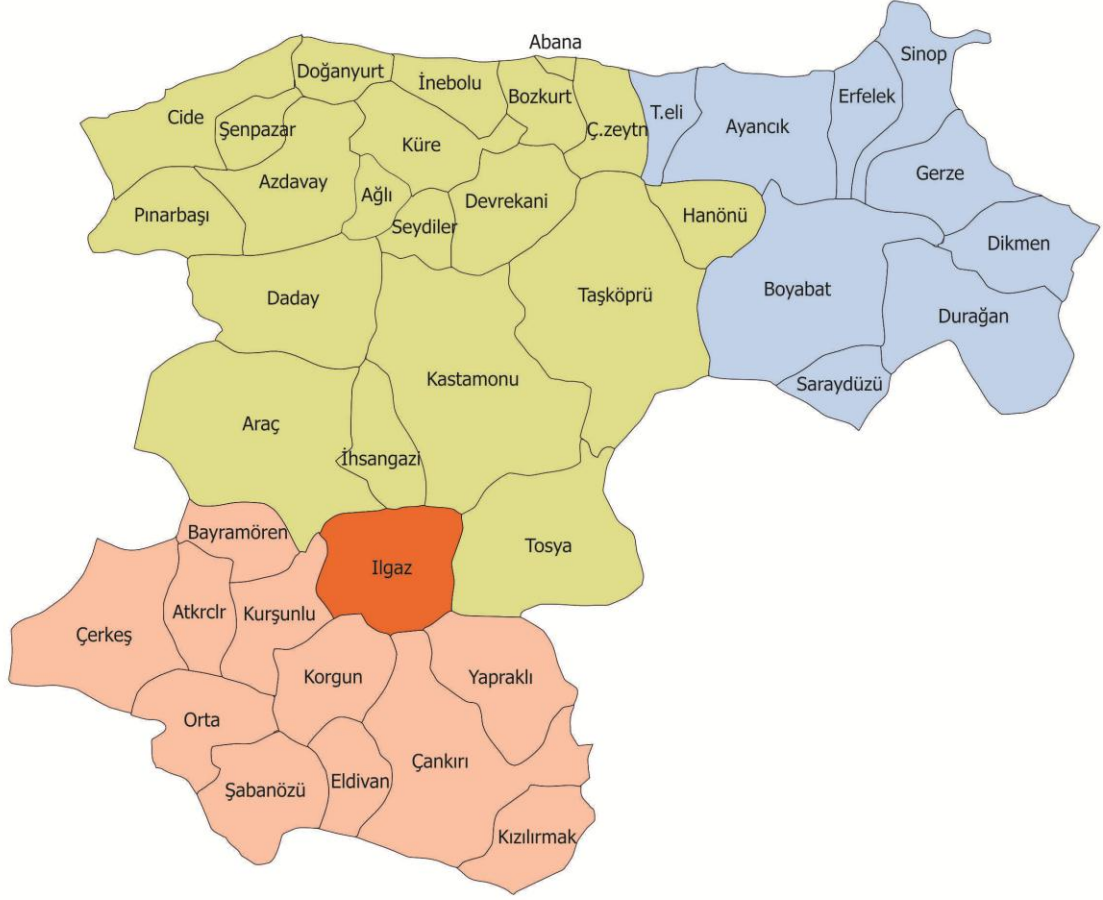 Abana
Sinop
Doğanyurt
İnebolu
Bozkurt
Erfelek
Cide
Şenpazar
Küre
Ç.zeytn
T.eli
Ayancık
Azdavay
Ağlı
Devrekani
Gerze
Pınarbaşı
Seydiler
Hanönü
Dikmen
Daday
Taşköprü
Boyabat
Durağan
Kastamonu
Saraydüzü
Araç
İhsangazi
Bayramören
Ilgaz
Tosya
Çerkeş
Atkrclr
Kurşunlu
Korgun
Yapraklı
Orta
Çankırı
Şabanözü
Eldivan
Kızılırmak